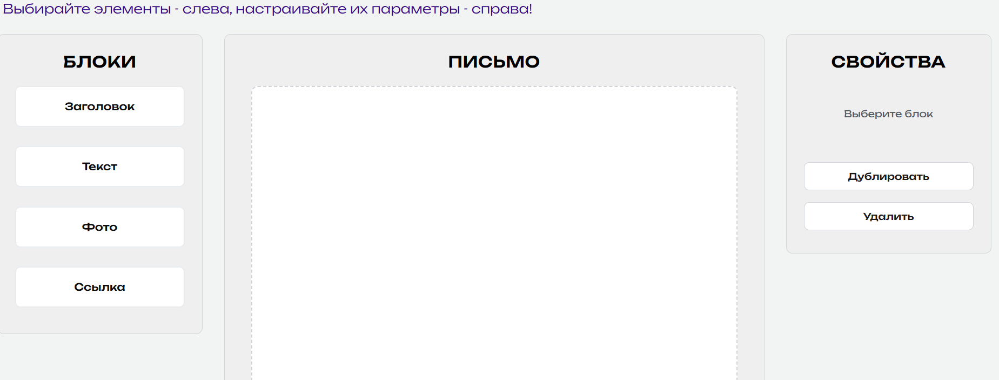 Выбирайте элементы - слева, настраивайте их параметры - справа!
БЛОКИ
Заголовок
Текст
Фото
Ссылка
ПИСЬМО
СВОЙСТВА
Выберите блок
Дублировать
Удалить